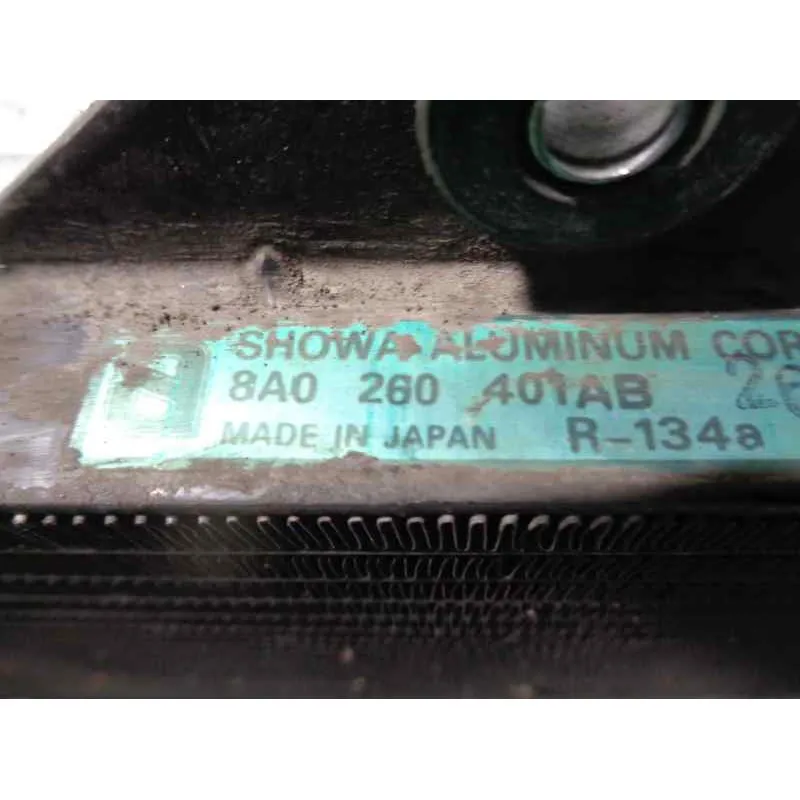 SHOWA ALUMINUM COR
8A0 260 401AB
MADE IN JAPAN R-134a